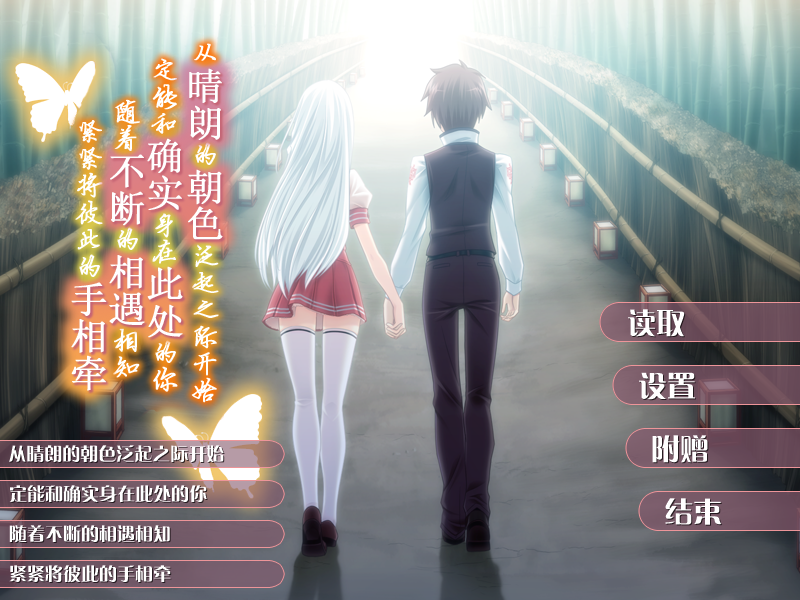 从晴朗的朝色泛起之际开始
定能和确实身在此处的你
随着不断的相遇相知
紧紧将彼此的手相牵
读取
设置
附赠
结束
从晴朗的朝色泛起之际开始
定能和确实身在此处的你
随着不断的相遇相知
紧紧将彼此的手相牵